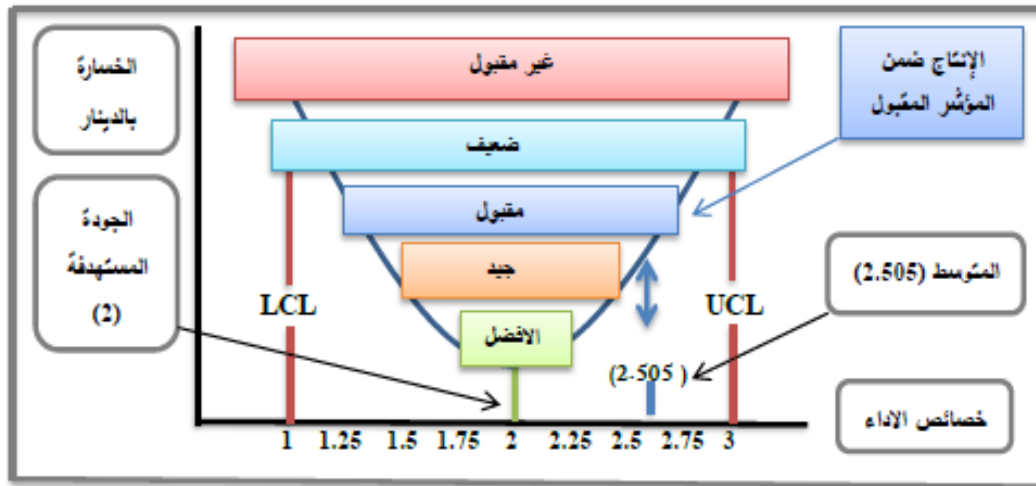 الخسارة
بالدينار
غير مقبول
الإنتاج ضمن
المؤشر المقبول
ضعيف
الجودة
المستهدفة
(2)
مقبول
جيد
المتوسط (2.505)
LCL
UCL
الافضل
(2.505 )
خصائص الاداء
1 1.25 1.5 1.75 2 2.25 2.5 2.75 3